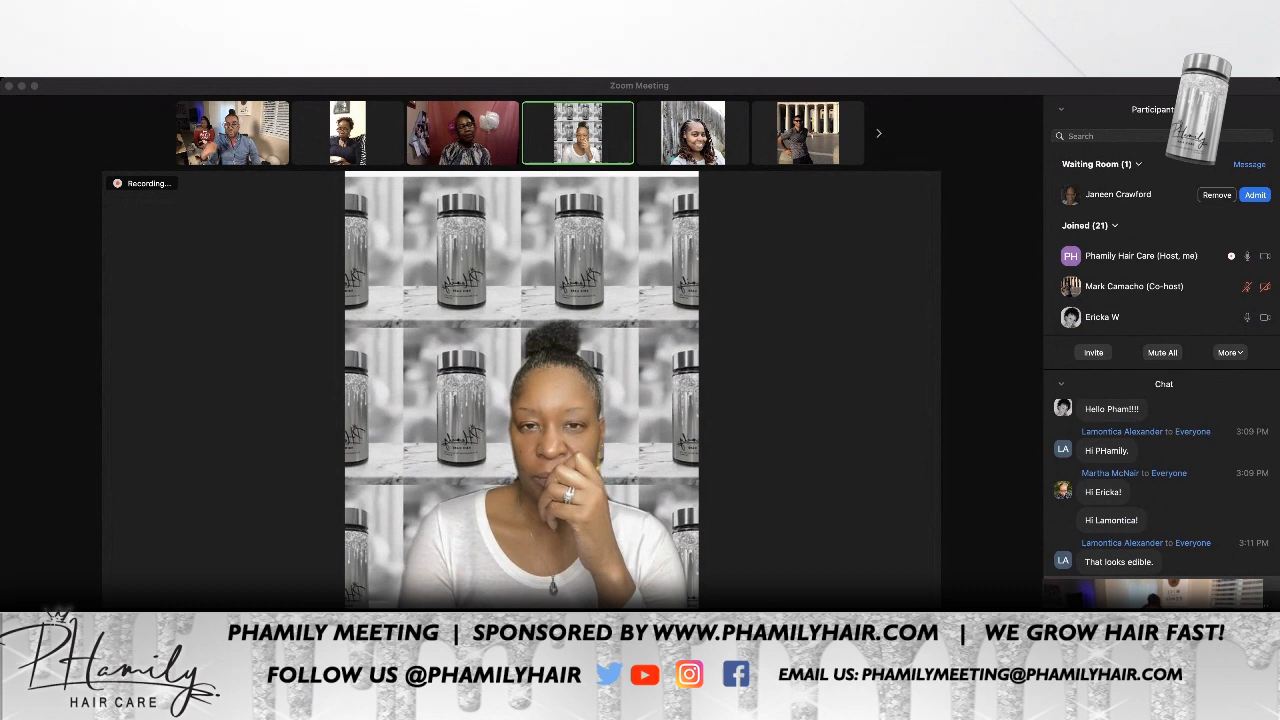 Zoom Meeting
Recording...
Participant
Search
Waiting Room (1)
Message
Janeen Crawford
Remove
Admit
Joined (21)
PH
Phamily Hair Care (Host, me)
Mark Camacho (Co-host)
Ericka W
Invite
Mute All
More
Chat
Hello Pham!!!!
Lamontica Alexander to Everyone
3:09 PM
LA
Hi PHamily.
Martha McNair to Everyone
3:09 PM
Hi Ericka!
Hi Lamontica!
Lamontica Alexander to Everyone
3:11 PM
LA
That looks edible.
PHAMILY MEETING | SPONSORED BY WWW.PHAMILYHAIR.COM | WE GROW HAIR FAST!
FOLLOW US @PHAMILYHAIR
EMAIL US: PHAMILYMEETING@PHAMILYHAIR.COM
PHamily
HAIR CARE